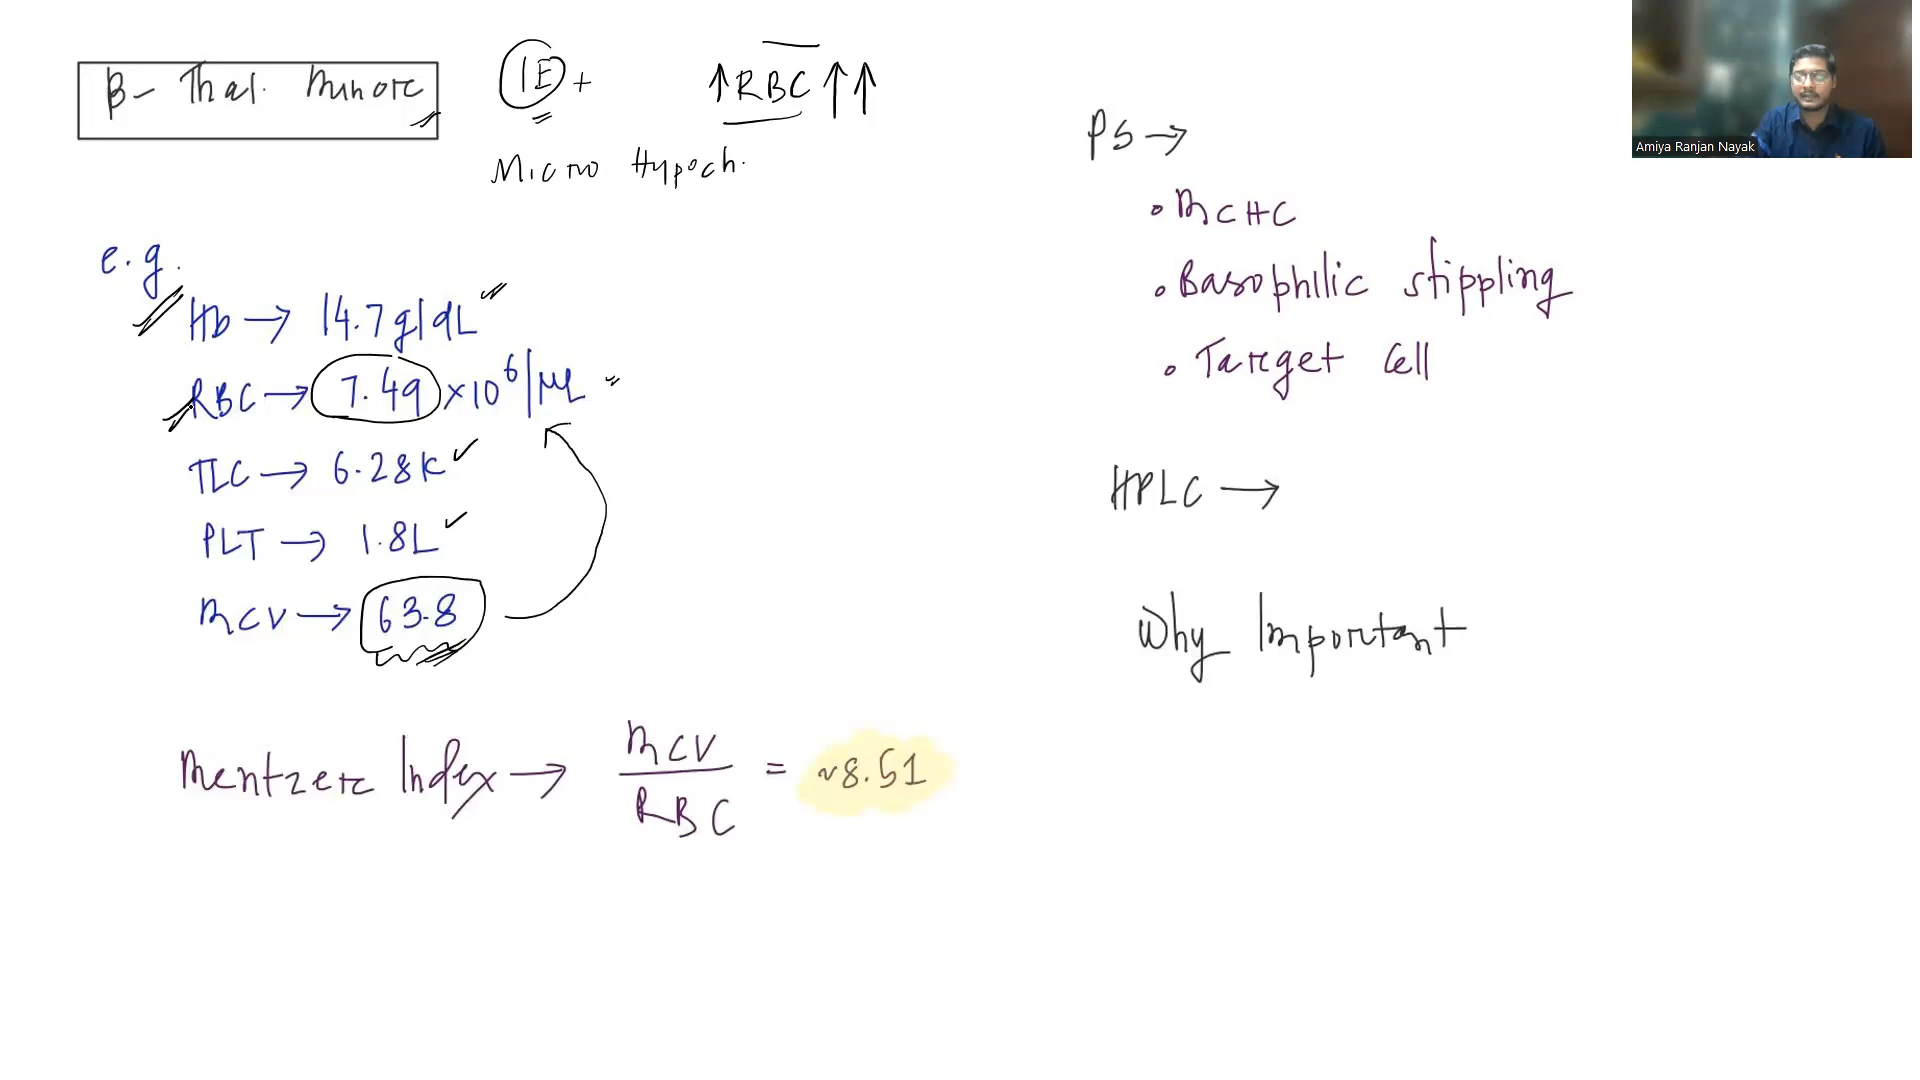 β- Thal. Minor
IE +
↑RBC↑↑
Micro Hypoch.
e.g.
Hb → 14.7 g/dL
RBC → 7.49 ×10⁶/μL
TLC → 6.28K
PLT → 1.8L
MCV → 63.8
Mentzer Index → MCV
RBC
= ~8.51
PS →
• MCHC
• Basophilic stippling
• Target Cell
HPLC →
Why Important
Amiya Ranjan Nayak